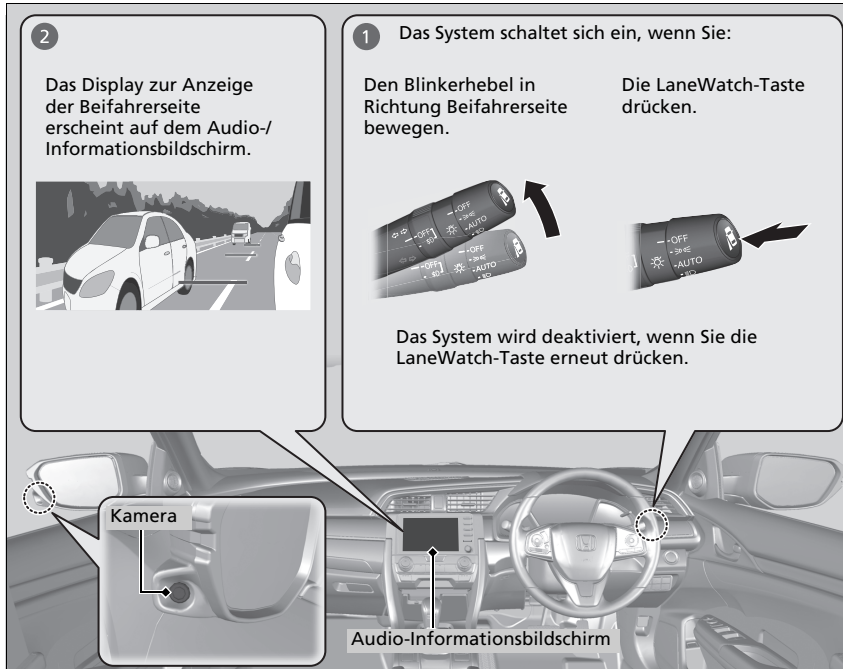 2
Das Display zur Anzeige
der Beifahrerseite
erscheint auf dem Audio-/
Informationsbildschirm.
1
Das System schaltet sich ein, wenn Sie:
Den Blinkerhebel in
Richtung Beifahrerseite
bewegen.
OFF
AUTO
OFF
OFF
AUTO
OFF
Die LaneWatch-Taste
drücken.
OFF
AUTO
Das System wird deaktiviert, wenn Sie die
LaneWatch-Taste erneut drücken.
Kamera
Audio-Informationsbildschirm